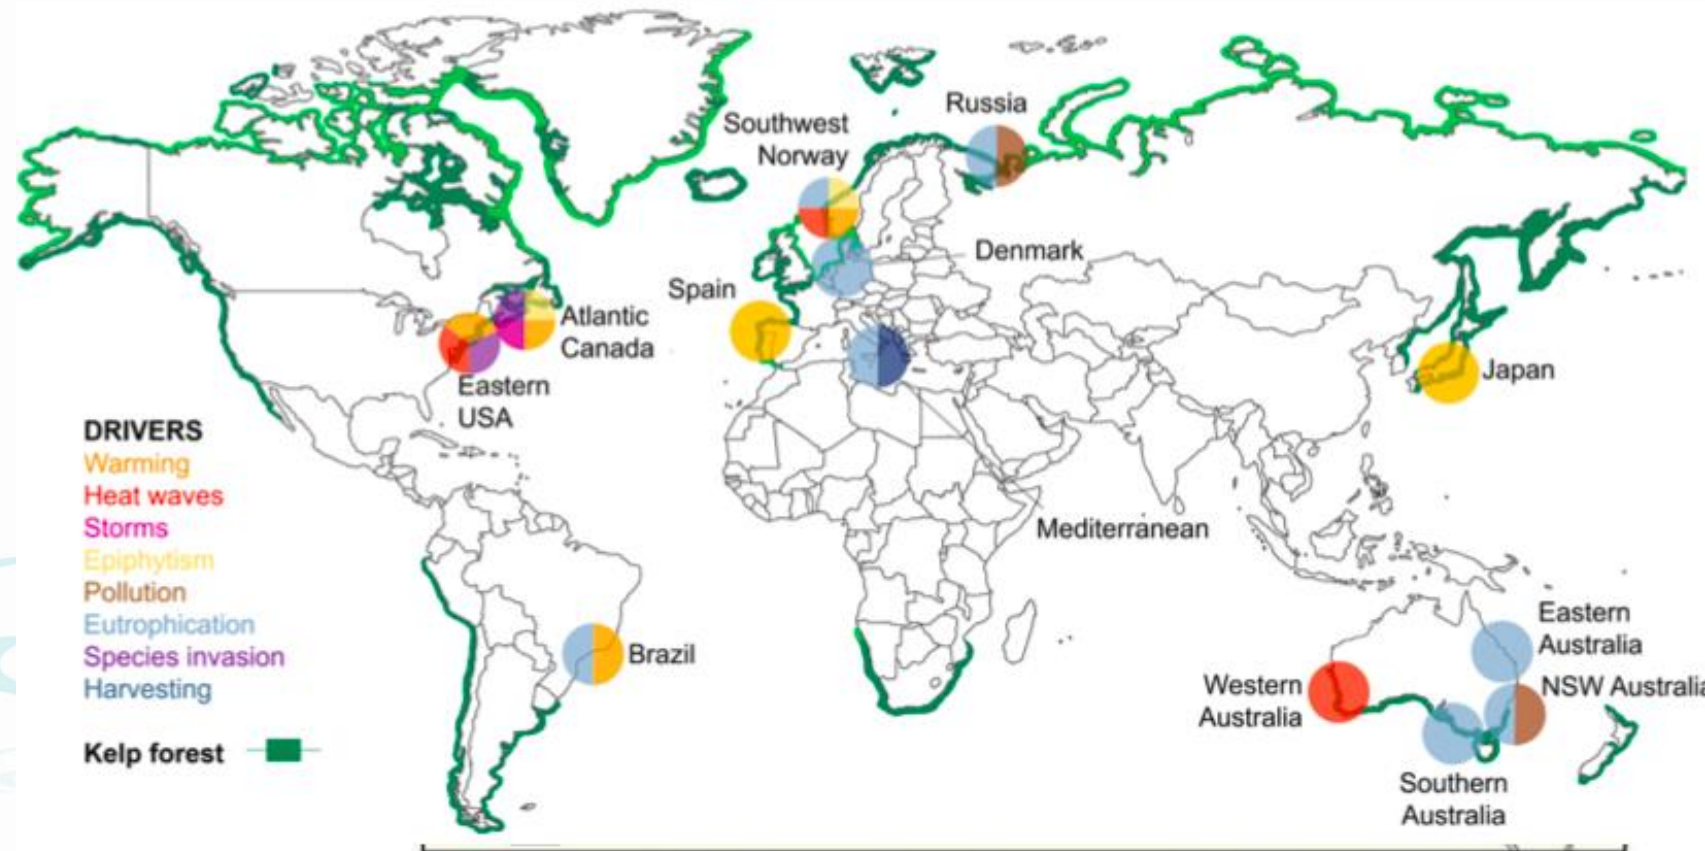 Russia
Southwest
Norway
Denmark
Spain
Atlantic
Canada
Eastern
USA
Japan
DRIVERS
Warming
Heat waves
Storms
Epiphytism
Pollution
Eutrophication
Species invasion
Harvesting
Kelp forest
Mediterranean
Brazil
Eastern
Australia
Western
Australia
NSW Australia
Southern
Australia